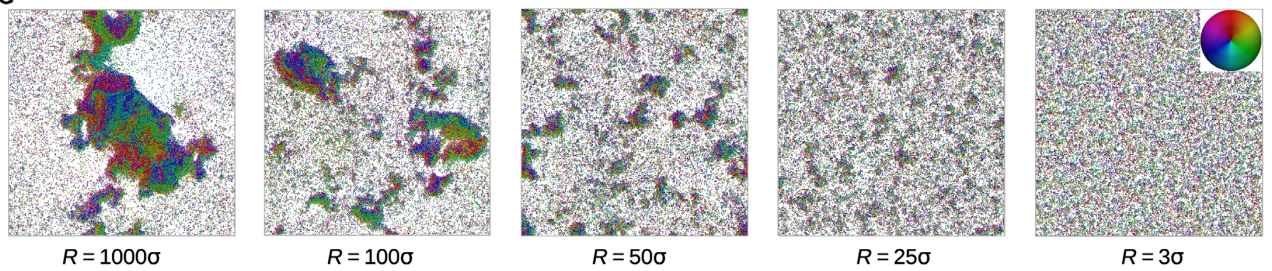 R = 1000σ
R = 100σ
R = 50σ
R = 25σ
R = 3σ